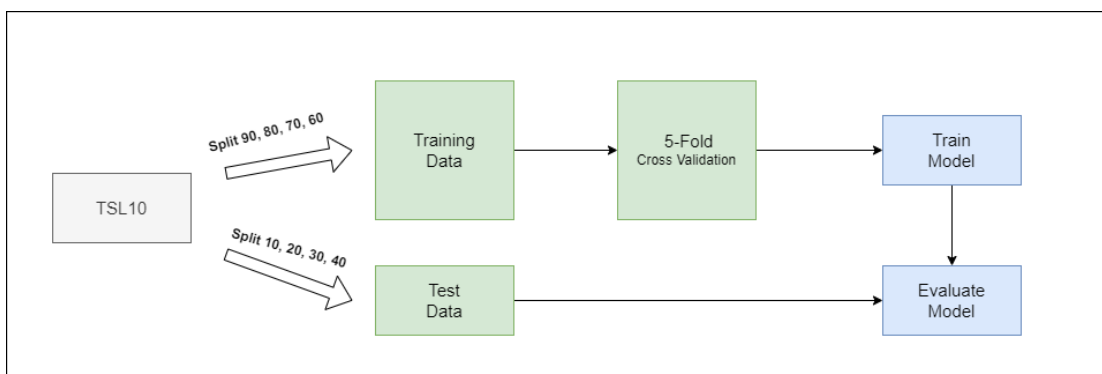 Split 90, 80, 70, 60
Training
Data
5-Fold
Cross Validation
Train
Model
TSL10
Split 10, 20, 30, 40
Test
Data
Evaluate
Model